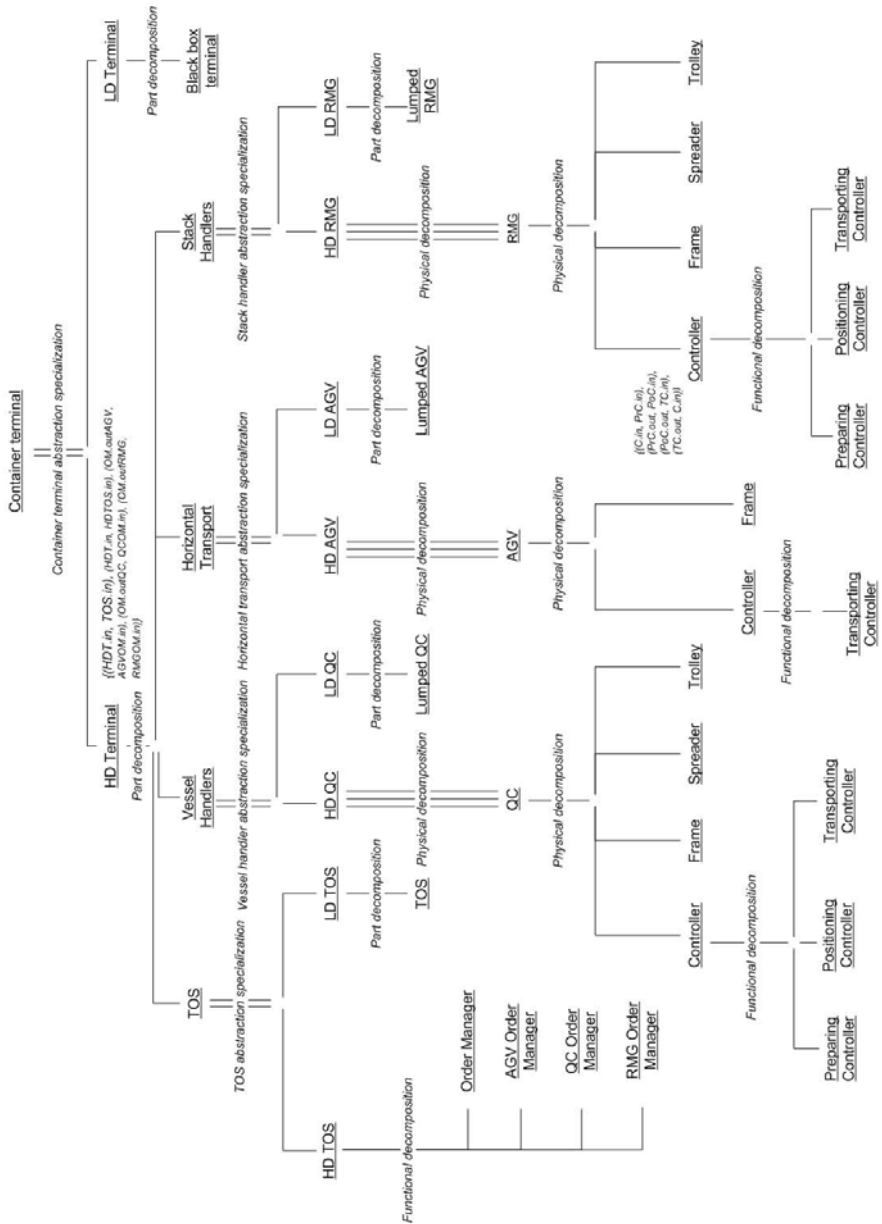 Container terminal
Container terminal abstraction specialization
HD Terminal
{(HDT.in, TOS.in), (HDT.in, HDTOS.in), (OM.outAGV,
AGVOM.in), (OM.outQC, QCOM.in), (OM.outRMG,
RMGOM.in)}
LD Terminal
Part decomposition
Part decomposition
Black box
terminal
TOS
Vessel
Handlers
Horizontal
Transport
Stack
Handlers
TOS abstraction specialization
Vessel handler abstraction specialization
Horizontal transport abstraction specialization
Stack handler abstraction specialization
HD TOS
LD TOS
HD QC
LD QC
HD AGV
LD AGV
HD RMG
LD RMG
Functional decomposition
Part decomposition
Physical decomposition
Part decomposition
Physical decomposition
Part decomposition
Physical decomposition
Part decomposition
TOS
Lumped QC
Lumped AGV
Lumped
RMG
Order Manager
AGV Order
Manager
QC Order
Manager
RMG Order
Manager
QC
AGV
RMG
Physical decomposition
Physical decomposition
Physical decomposition
Controller
Frame
Spreader
Trolley
Controller
Frame
{(C.in, PrC.in),
(PrC.out, PoC.in),
(PoC.out, TC.in),
(TC.out, C.in)}
Controller
Frame
Spreader
Trolley
Functional decomposition
Functional decomposition
Functional decomposition
Preparing
Controller
Positioning
Controller
Transporting
Controller
Transporting
Controller
Preparing
Controller
Positioning
Controller
Transporting
Controller